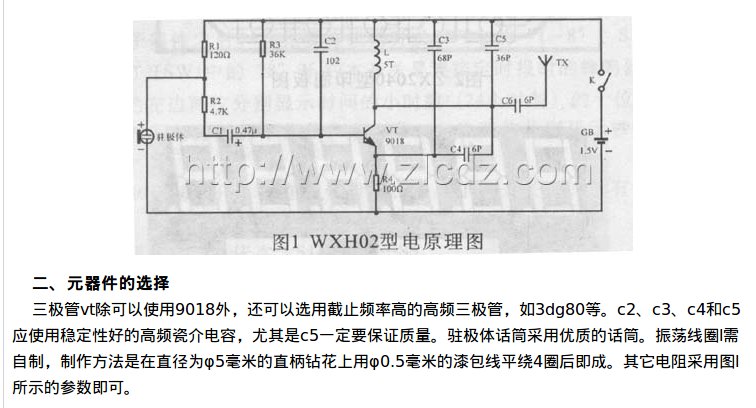 R1
120Ω
R3
36K
C2
102
L
5T
C3
68P
C5
36P
TX
R2
4.7K
C6
6P
K
C1
0.47μ
驻极体
VT
9018
GB
1.5V
C4
6P
R4
100Ω
http://www.zlcdz.com
图1 WXH02型电原理图
二、元器件的选择
三极管vt除可以使用9018外，还可以选用截止频率高的高频三极管，如3dg80等。c2、c3、c4和c5
应使用稳定性好的高频瓷介电容，尤其是c5一定要保证质量。驻极体话筒采用优质的话筒。振荡线圈l需
自制，制作方法是在直径为φ5毫米的直柄钻花上用φ0.5毫米的漆包线平绕4圈后即成。其它电阻采用图l
所示的参数即可。